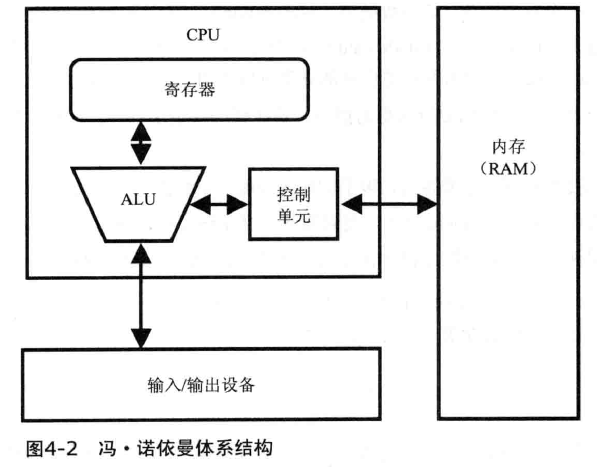 CPU
寄存器
内存
（RAM）
ALU
控制
单元
输入/输出设备
图4-2 冯·诺依曼体系结构